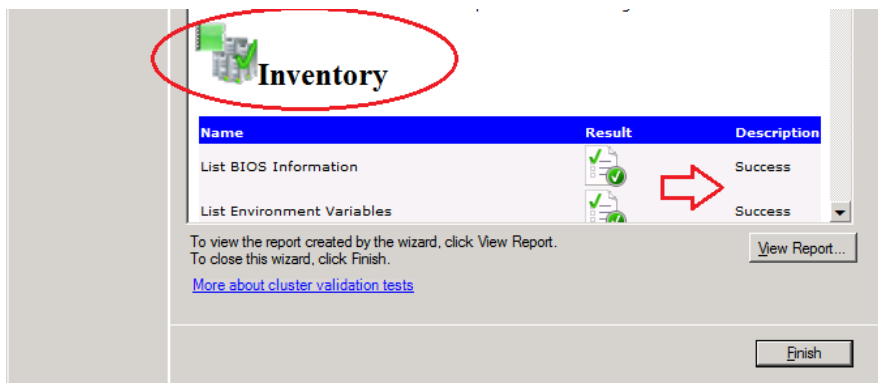 Inventory
Name Result Description
List BIOS Information Success
List Environment Variables Success
To view the report created by the wizard, click View Report.
To close this wizard, click Finish.
View Report...
More about cluster validation tests
Finish